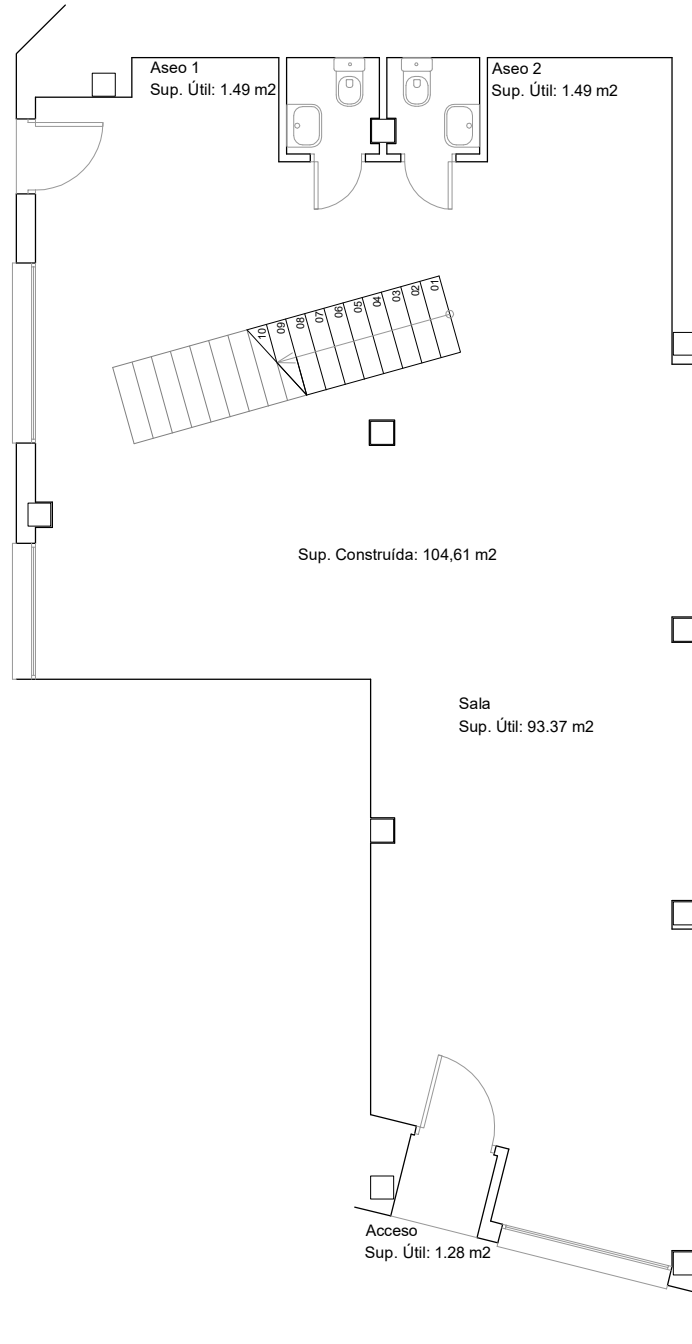 Aseo 1
Sup. Útil: 1.49 m2
Aseo 2
Sup. Útil: 1.49 m2
10 09 08 07 06 05 04 03 02 01
Sup. Construída: 104,61 m2
Sala
Sup. Útil: 93.37 m2
Acceso
Sup. Útil: 1.28 m2